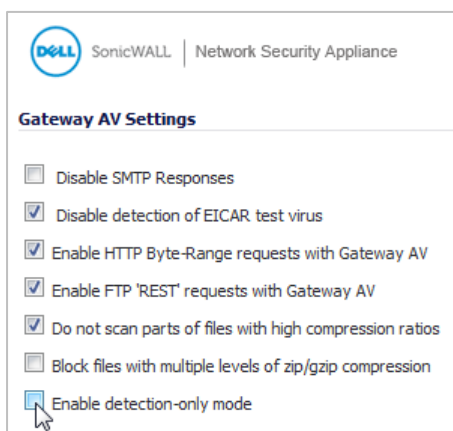 DELL SonicWALL | Network Security Appliance
Gateway AV Settings
Disable SMTP Responses
Disable detection of EICAR test virus
Enable HTTP Byte-Range requests with Gateway AV
Enable FTP 'REST' requests with Gateway AV
Do not scan parts of files with high compression ratios
Block files with multiple levels of zip/gzip compression
Enable detection-only mode